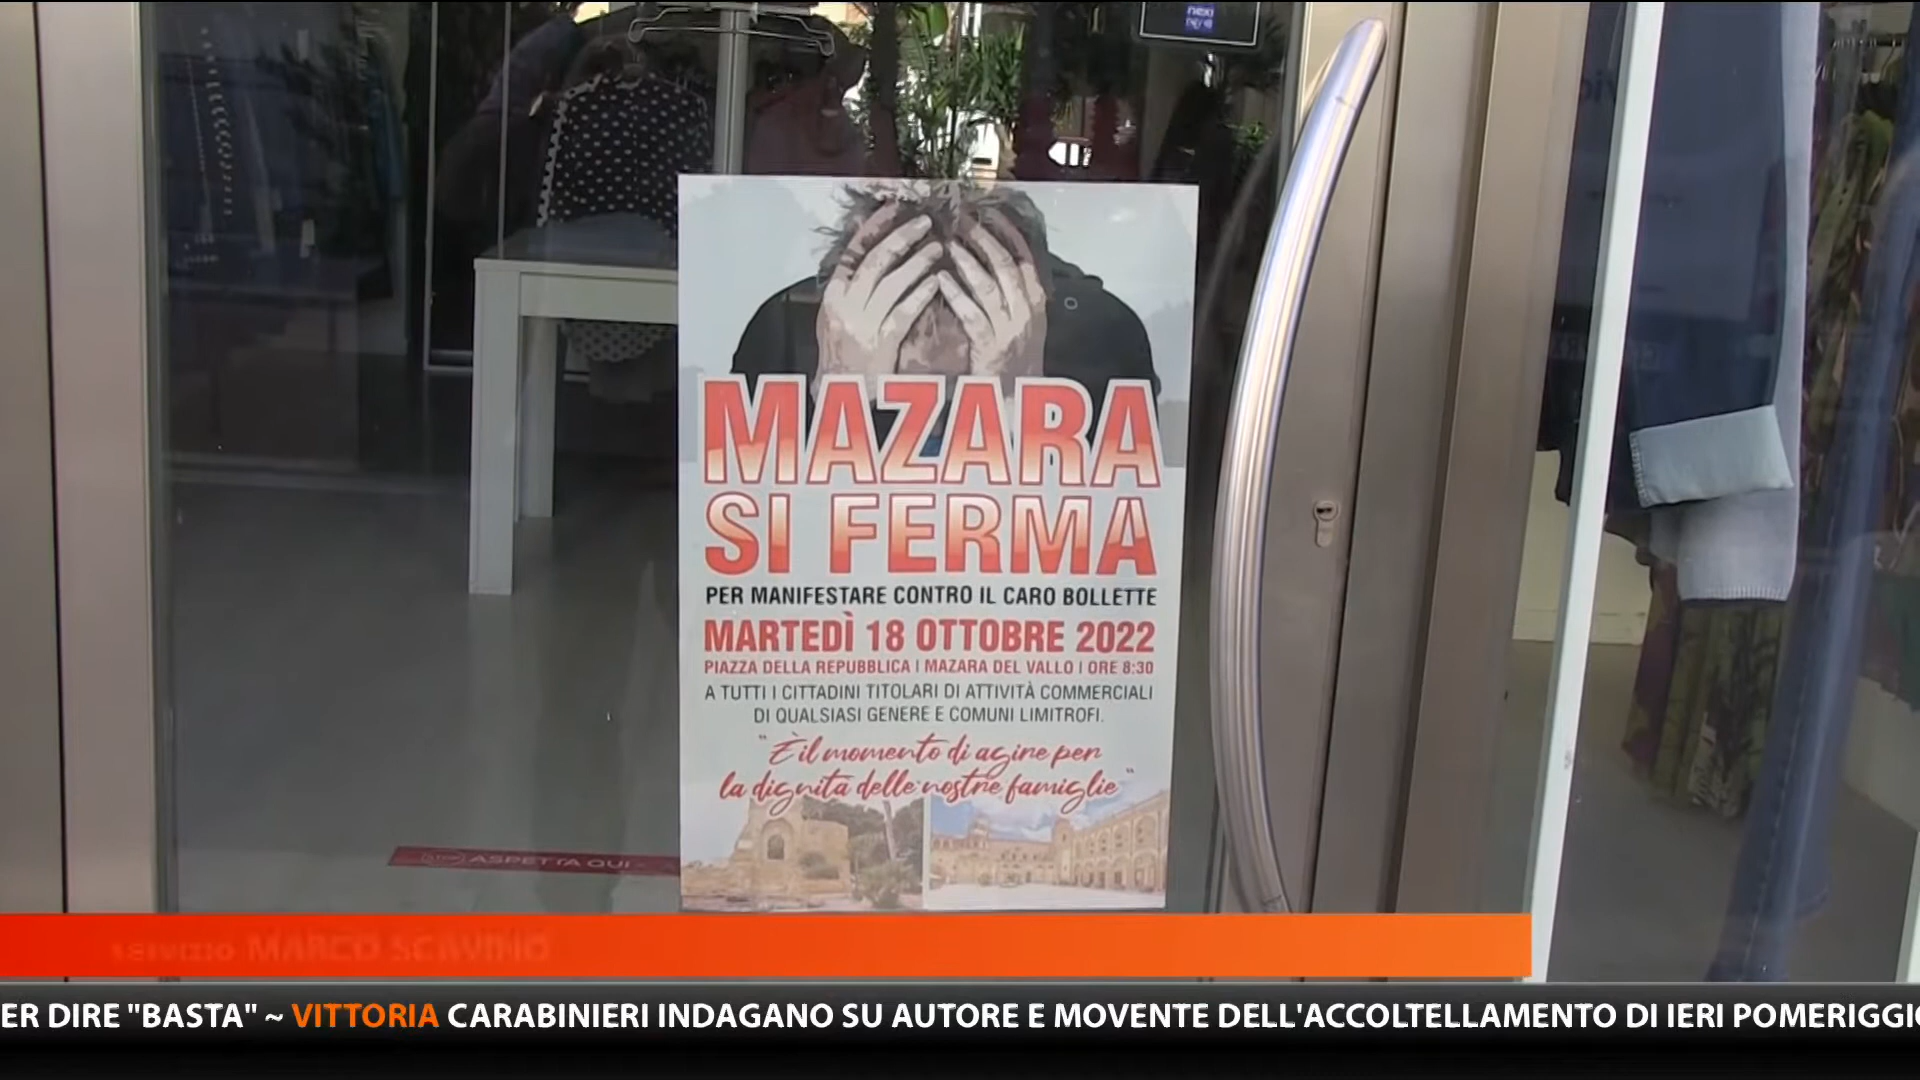 nexi
MAZARA
SI FERMA
PER MANIFESTARE CONTRO IL CARO BOLLETTE
MARTEDÌ 18 OTTOBRE 2022
PIAZZA DELLA REPUBBLICA | MAZARA DEL VALLO | ORE 8:30
A TUTTI I CITTADINI TITOLARI DI ATTIVITÀ COMMERCIALI
DI QUALSIASI GENERE E COMUNI LIMITROFI.
"È il momento di agire per
la dignità delle nostre famiglie"
ASPETTA QUI
SERVIZIO MARCO SCAVINO
ER DIRE "BASTA" ~ VITTORIA CARABINIERI INDAGANO SU AUTORE E MOVENTE DELL'ACCOLTELLAMENTO DI IERI POMERIGGI